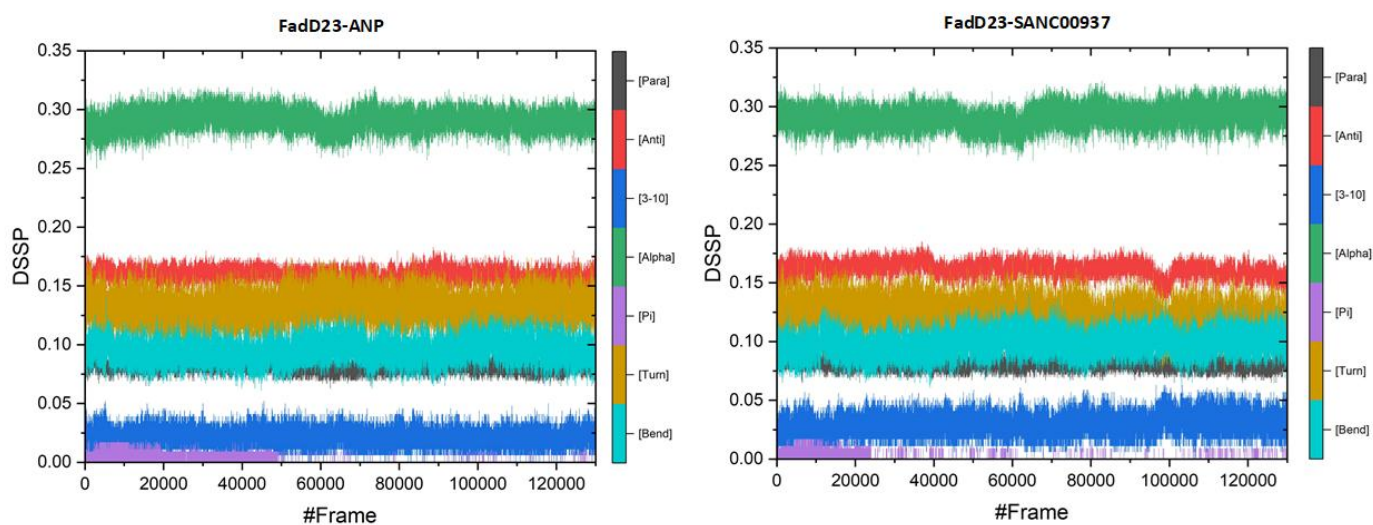 FadD23-ANP
0.35
0.30
0.25
0.20
0.15
0.10
0.05
0.00
DSSP
0
20000
40000
60000
80000
100000
120000
#Frame
[Para]
[Anti]
[3-10]
[Alpha]
[Pi]
[Turn]
[Bend]
FadD23-SANC00937
0.35
0.30
0.25
0.20
0.15
0.10
0.05
0.00
DSSP
0
20000
40000
60000
80000
100000
120000
#Frame
[Para]
[Anti]
[3-10]
[Alpha]
[Pi]
[Turn]
[Bend]